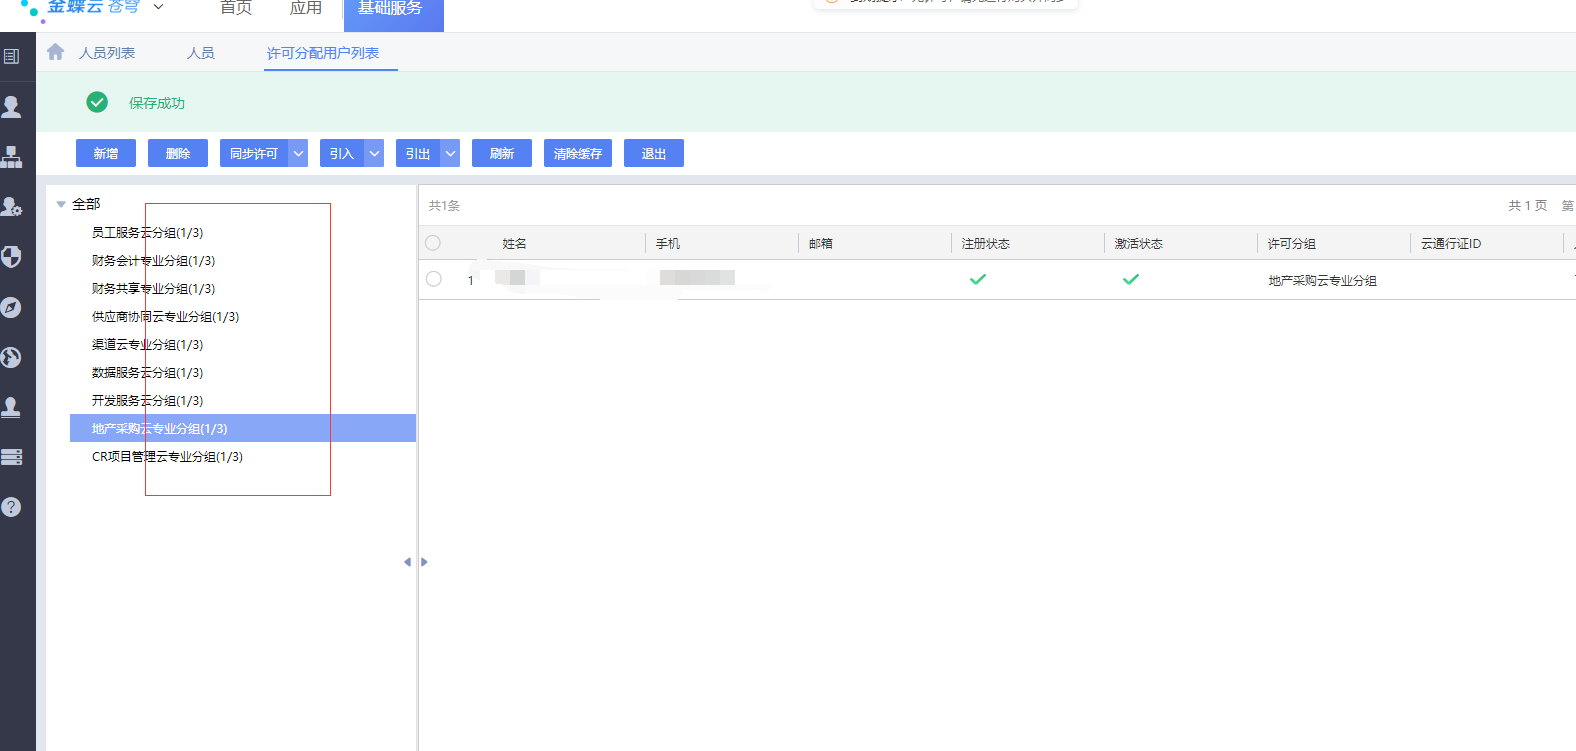 金蝶云 苍穹
首页
应用
基础服务
人员列表
人员
许可分配用户列表
保存成功
新增
删除
同步许可
引入
引出
刷新
清除缓存
退出
全部
员工服务云分组(1/3)
财务会计专业分组(1/3)
财务共享专业分组(1/3)
供应商协同云专业分组(1/3)
渠道云专业分组(1/3)
数据服务云分组(1/3)
开发服务云分组(1/3)
地产采购云专业分组(1/3)
CR项目管理云专业分组(1/3)
共1条
共 1 页 第
姓名
手机
邮箱
注册状态
激活状态
许可分组
云通行证ID
1
地产采购云专业分组